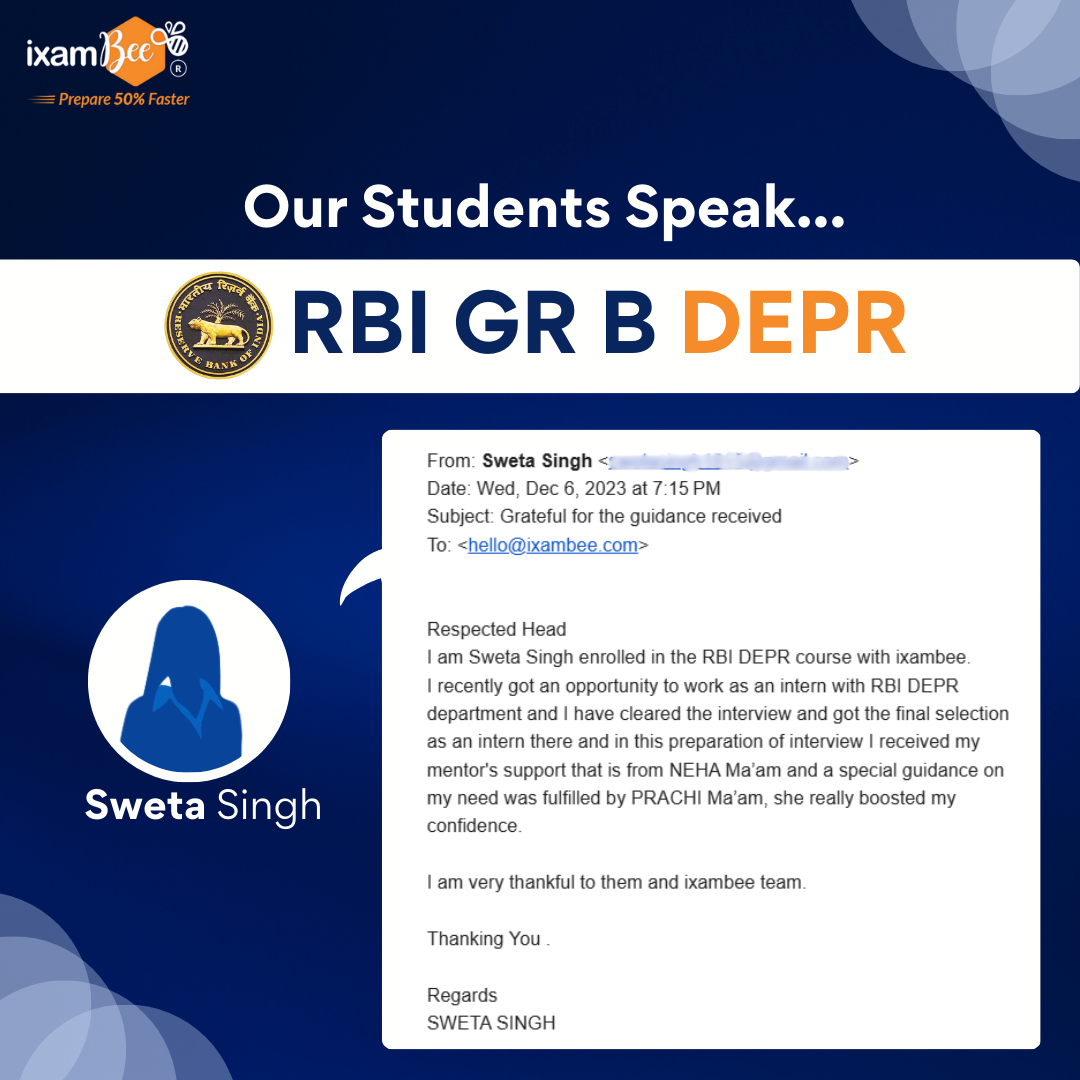 ixamBee
R
Prepare 50% Faster
Our Students Speak...
भारतीय रिज़र्व बैंक
RESERVE BANK OF INDIA
RBI GR B DEPR
From: Sweta Singh < >
Date: Wed, Dec 6, 2023 at 7:15 PM
Subject: Grateful for the guidance received
To: <hello@ixambee.com>
Respected Head
I am Sweta Singh enrolled in the RBI DEPR course with ixambee.
I recently got an opportunity to work as an intern with RBI DEPR
department and I have cleared the interview and got the final selection
as an intern there and in this preparation of interview I received my
mentor's support that is from NEHA Ma'am and a special guidance on
my need was fulfilled by PRACHI Ma'am, she really boosted my
confidence.
I am very thankful to them and ixambee team.
Thanking You .
Regards
SWETA SINGH
Sweta Singh